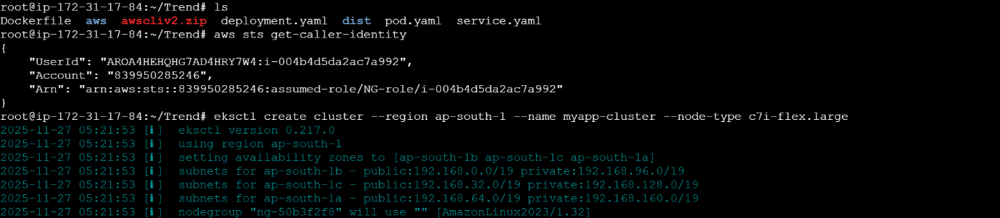 root@ip-172-31-17-84:~/Trend# ls
Dockerfile  aws  awscliv2.zip  deployment.yaml  dist  pod.yaml  service.yaml
root@ip-172-31-17-84:~/Trend# aws sts get-caller-identity
{
    "UserId": "AROA4HEHQHG7AD4HRY7W4:i-004b4d5da2ac7a992",
    "Account": "839950285246",
    "Arn": "arn:aws:sts::839950285246:assumed-role/NG-role/i-004b4d5da2ac7a992"
}
root@ip-172-31-17-84:~/Trend# eksctl create cluster --region ap-south-1 --name myapp-cluster --node-type c7i-flex.large
2025-11-27 05:21:53 [ℹ]  eksctl version 0.217.0
2025-11-27 05:21:53 [ℹ]  using region ap-south-1
2025-11-27 05:21:53 [ℹ]  setting availability zones to [ap-south-1b ap-south-1c ap-south-1a]
2025-11-27 05:21:53 [ℹ]  subnets for ap-south-1b - public:192.168.0.0/19 private:192.168.96.0/19
2025-11-27 05:21:53 [ℹ]  subnets for ap-south-1c - public:192.168.32.0/19 private:192.168.128.0/19
2025-11-27 05:21:53 [ℹ]  subnets for ap-south-1a - public:192.168.64.0/19 private:192.168.160.0/19
2025-11-27 05:21:53 [ℹ]  nodegroup "ng-50b3f2f8" will use "" [AmazonLinux2023/1.32]